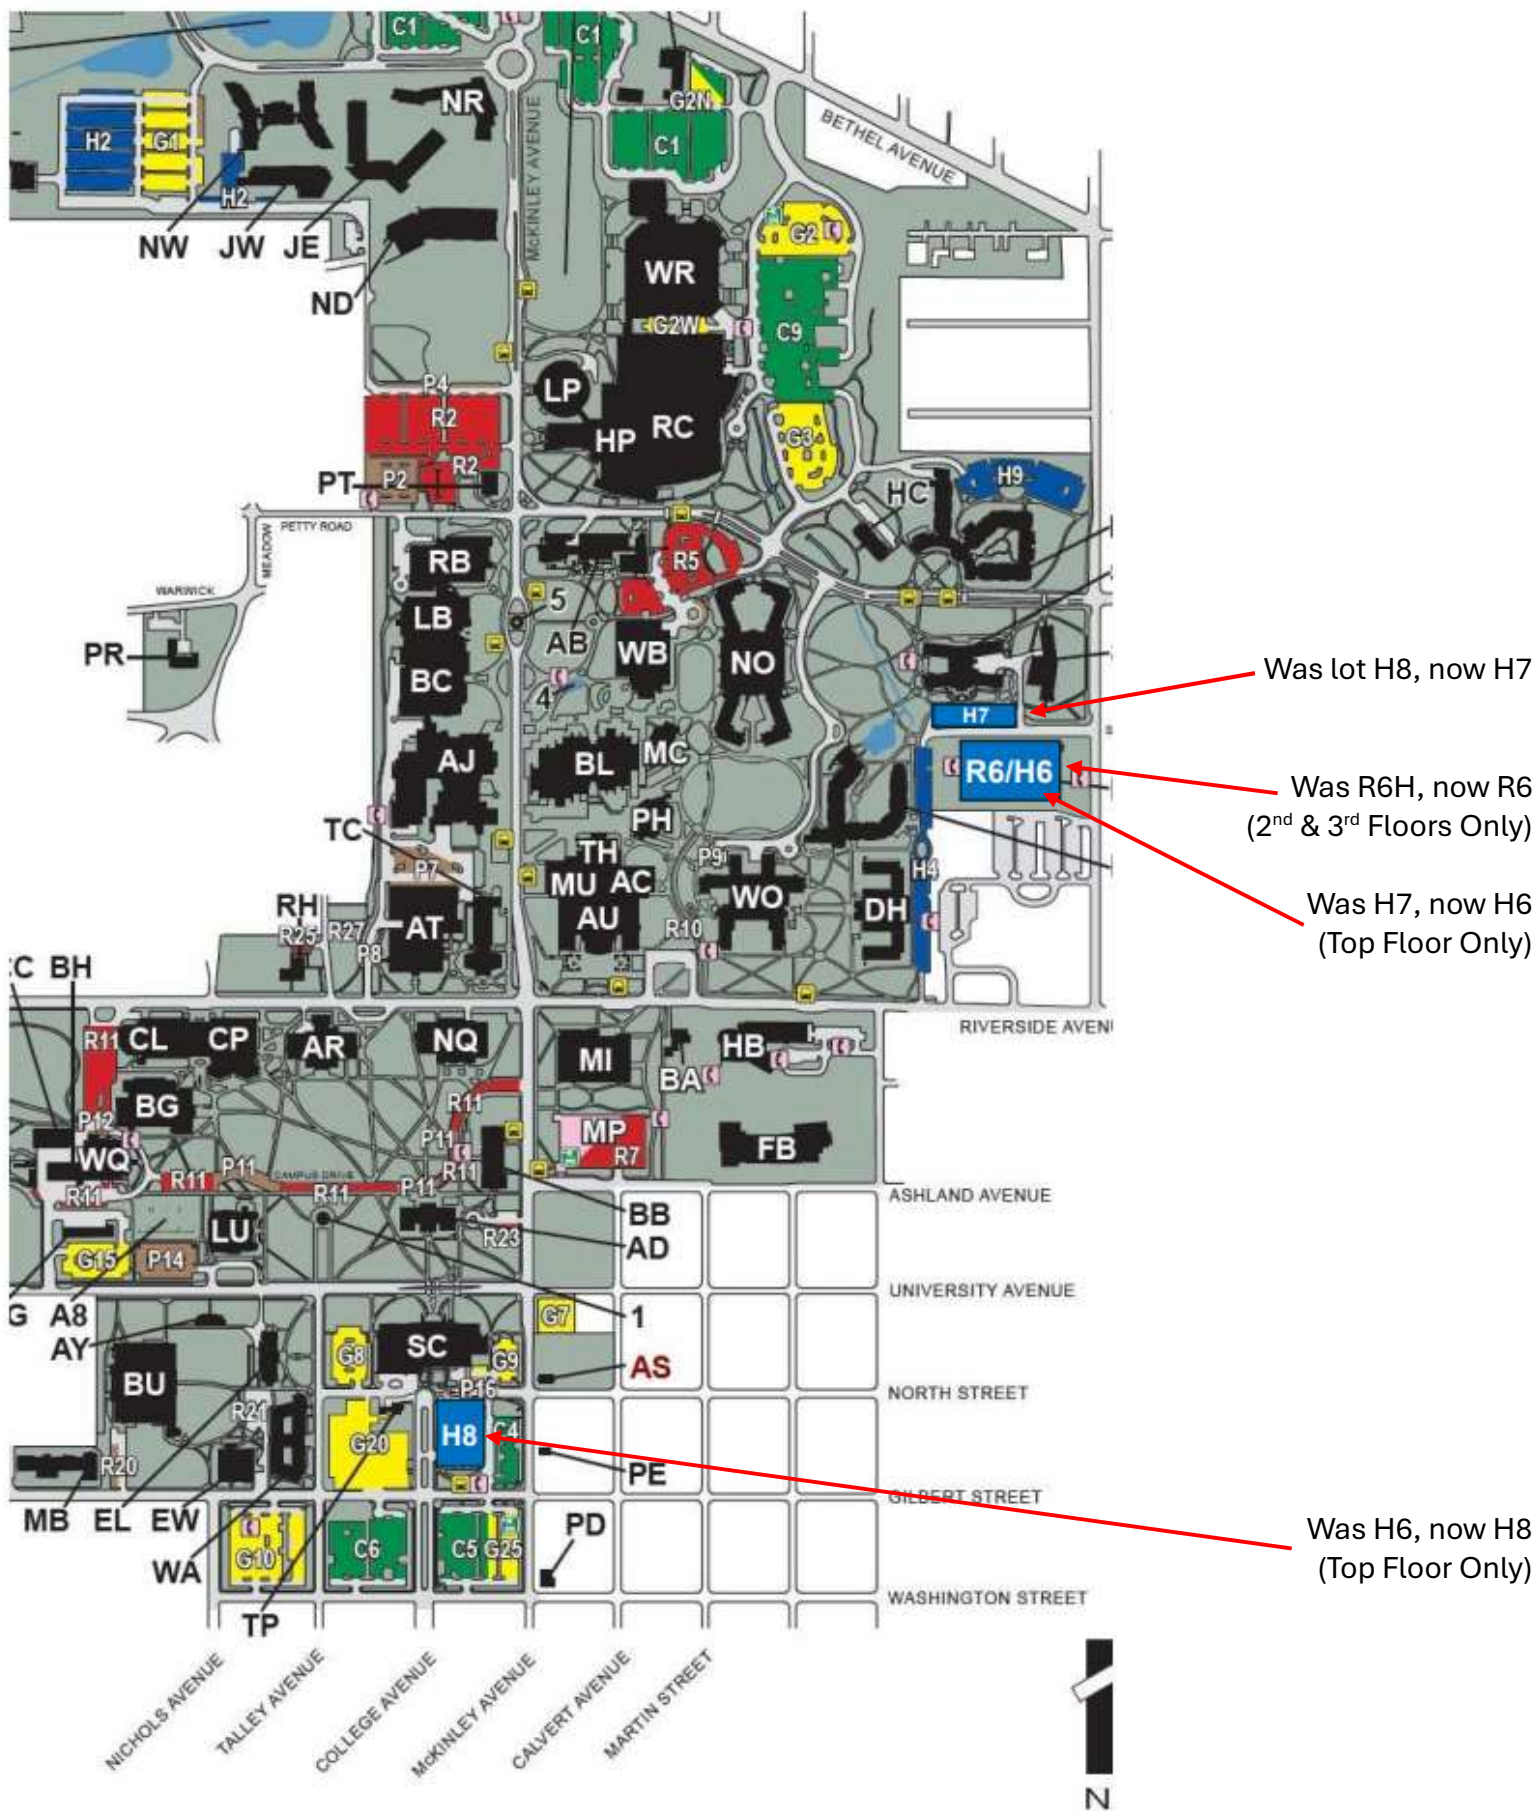 C1
C1
NR
G2N
C1
H2
G1
H2
McKINLEY AVENUE
BETHEL AVENUE
NW
JW
JE
ND
WR
G2
G2W
C9
P4
R2
LP
HP
RC
G3
R2
P2
PT
H9
HC
PETTY ROAD
MEADOW
WARWICK
RB
R5
5
LB
AB
WB
NO
PR
BC
4
H7
Was lot H8, now H7
AJ
BL
MC
R6/H6
Was R6H, now R6
(2nd & 3rd Floors Only)
TC
PH
TH
P7
P9
MU
AC
WO
H4
DH
RH
R25
R27
AT
P8
AU
R10
Was H7, now H6
(Top Floor Only)
BH
RIVERSIDE AVENU
R11
CL
CP
AR
NQ
MI
HB
BA
BG
R11
P12
P11
MP
R7
FB
WQ
R11
P11
CAMPUS DRIVE
R11
P11
R11
R11
ASHLAND AVENUE
BB
LU
R23
AD
G15
P14
UNIVERSITY AVENUE
G
A8
1
G7
AY
SC
G8
G9
AS
BU
P16
NORTH STREET
R21
G20
H8
C4
R20
PE
GILBERT STREET
MB
EL
EW
PD
Was H6, now H8
(Top Floor Only)
WA
G10
C6
C5
G25
WASHINGTON STREET
TP
NICHOLS AVENUE
TALLEY AVENUE
COLLEGE AVENUE
McKINLEY AVENUE
CALVERT AVENUE
MARTIN STREET
N